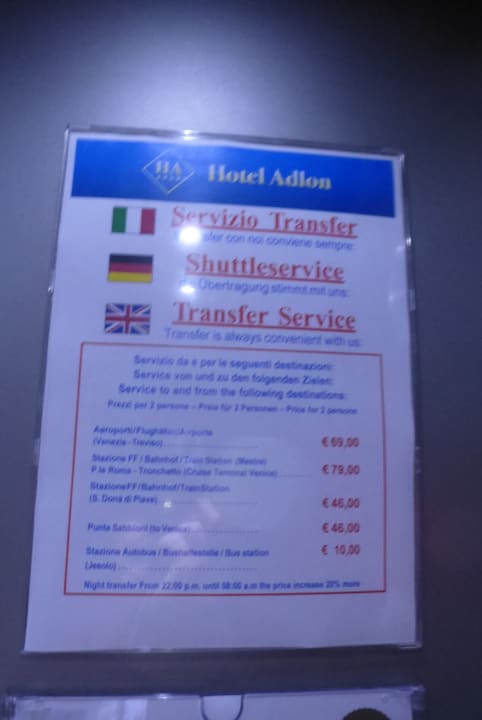 HA
Hotel Adlon
Servizio Transfer
sfer con noi conviene sempre:
Shuttleservice
Übertragung stimmt mit uns:
Transfer Service
Transfer is always convenient with us:
Servizio da e per le seguenti destinazioni:
Service von und zu den folgenden Zielen:
Service to and from the following destinations:
Prezzi per 2 persone - Preis für 2 Personen - Price for 2 persons
Aeroporti/Flughäfen/Airports
(Venezia - Treviso) € 69,00
Stazione FF / Bahnhof / Train Station (Mestre)
P.le Roma - Tronchetto (Cruise Terminal Venice) € 79,00
Stazione FF/Bahnhof/Train Station
(S. Donà di Piave) € 46,00
Punta Sabbioni (to Venice) € 46,00
Stazione Autobus / Bushaltestelle / Bus station € 10,00
(Jesolo)
Night transfer From 22:00 p.m. until 08:00 a.m the price increase 20% more